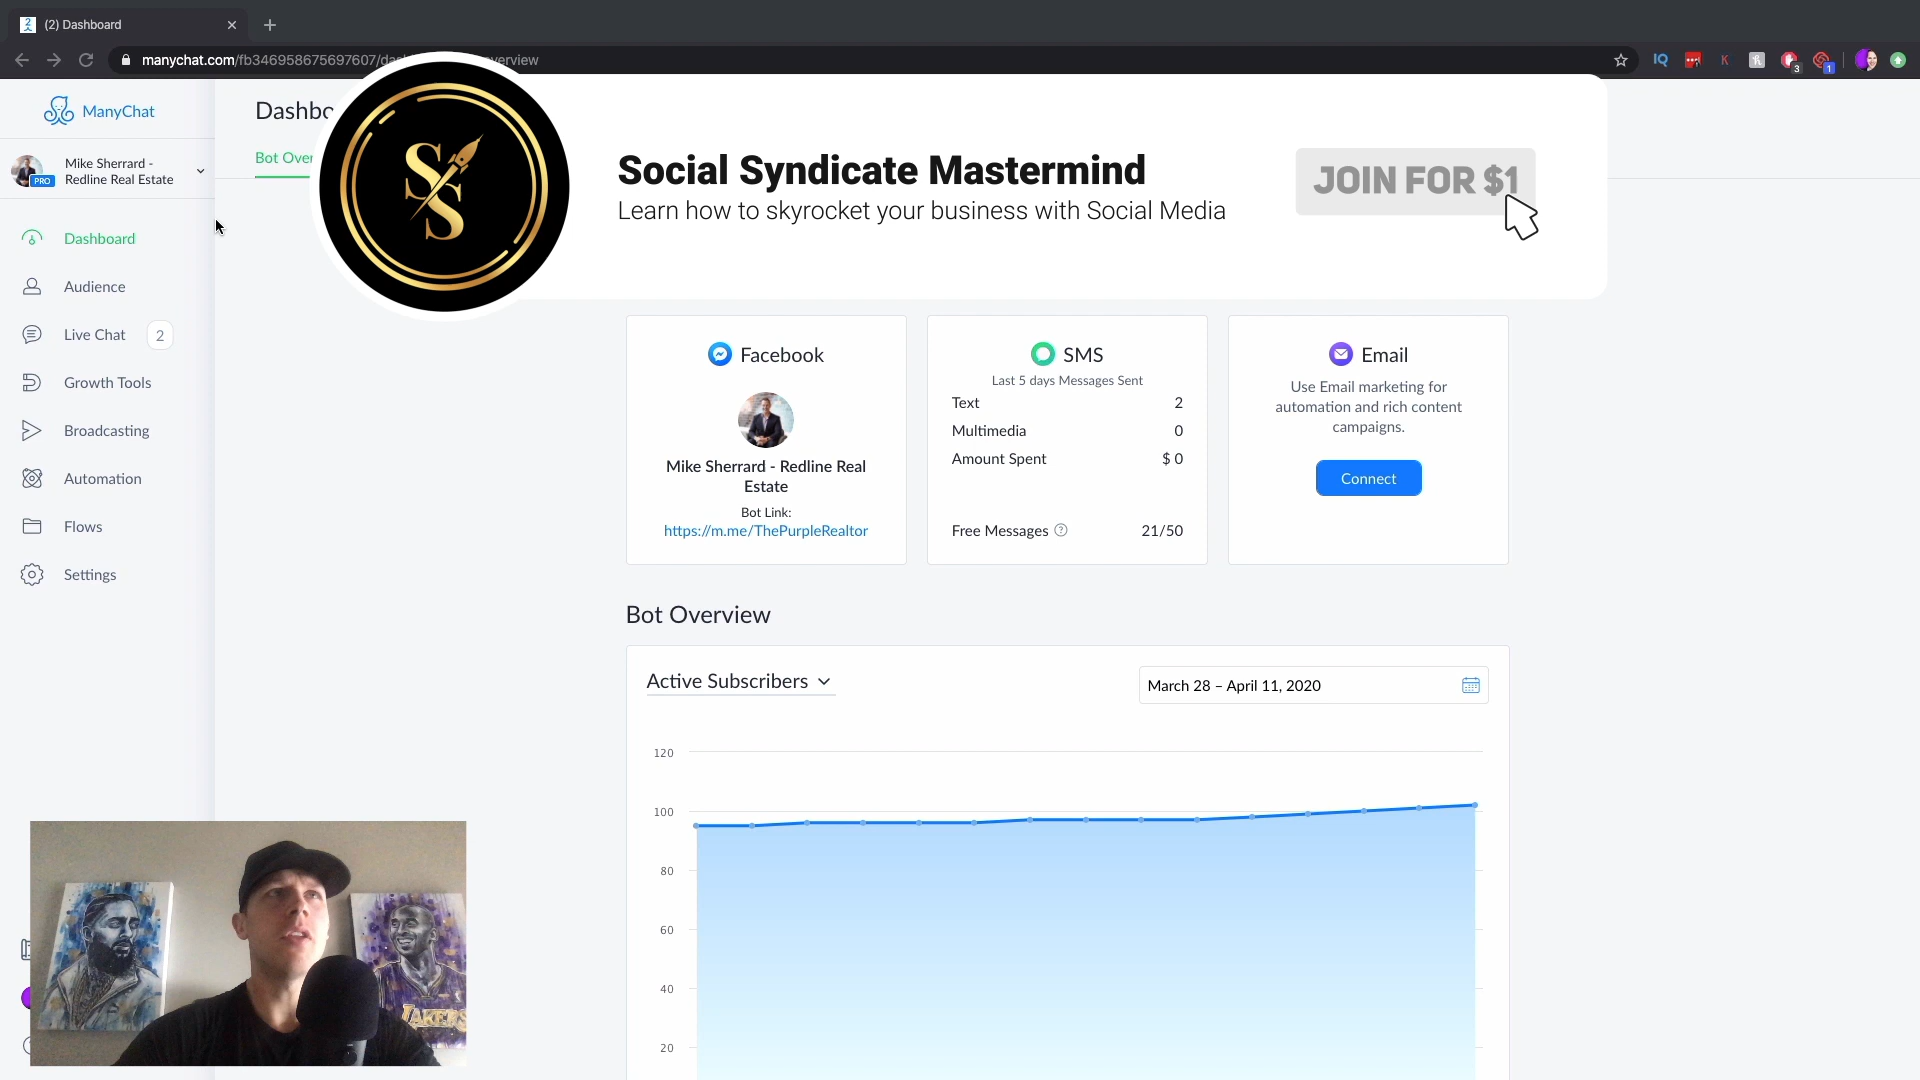 (2) Dashboard
manychat.com/fb346958675697607/das
verview
ManyChat
Mike Sherrard -
Redline Real Estate
PRO
Dashboard
Audience
Live Chat
2
Growth Tools
Broadcasting
Automation
Flows
Settings
Dashbo
Bot Over
SS
Social Syndicate Mastermind
Learn how to skyrocket your business with Social Media
JOIN FOR $1
Facebook
Mike Sherrard - Redline Real
Estate
Bot Link:
https://m.me/ThePurpleRealtor
SMS
Last 5 days Messages Sent
Text 2
Multimedia 0
Amount Spent $ 0
Free Messages 21/50
Email
Use Email marketing for
automation and rich content
campaigns.
Connect
Bot Overview
Active Subscribers
March 28 – April 11, 2020
120
100
80
60
40
20
LAKERS